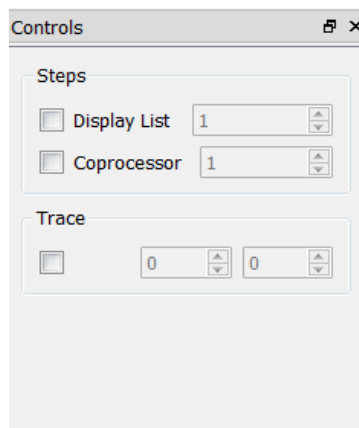 Controls
Steps
Display List 1
Coprocessor 1
Trace
0 0